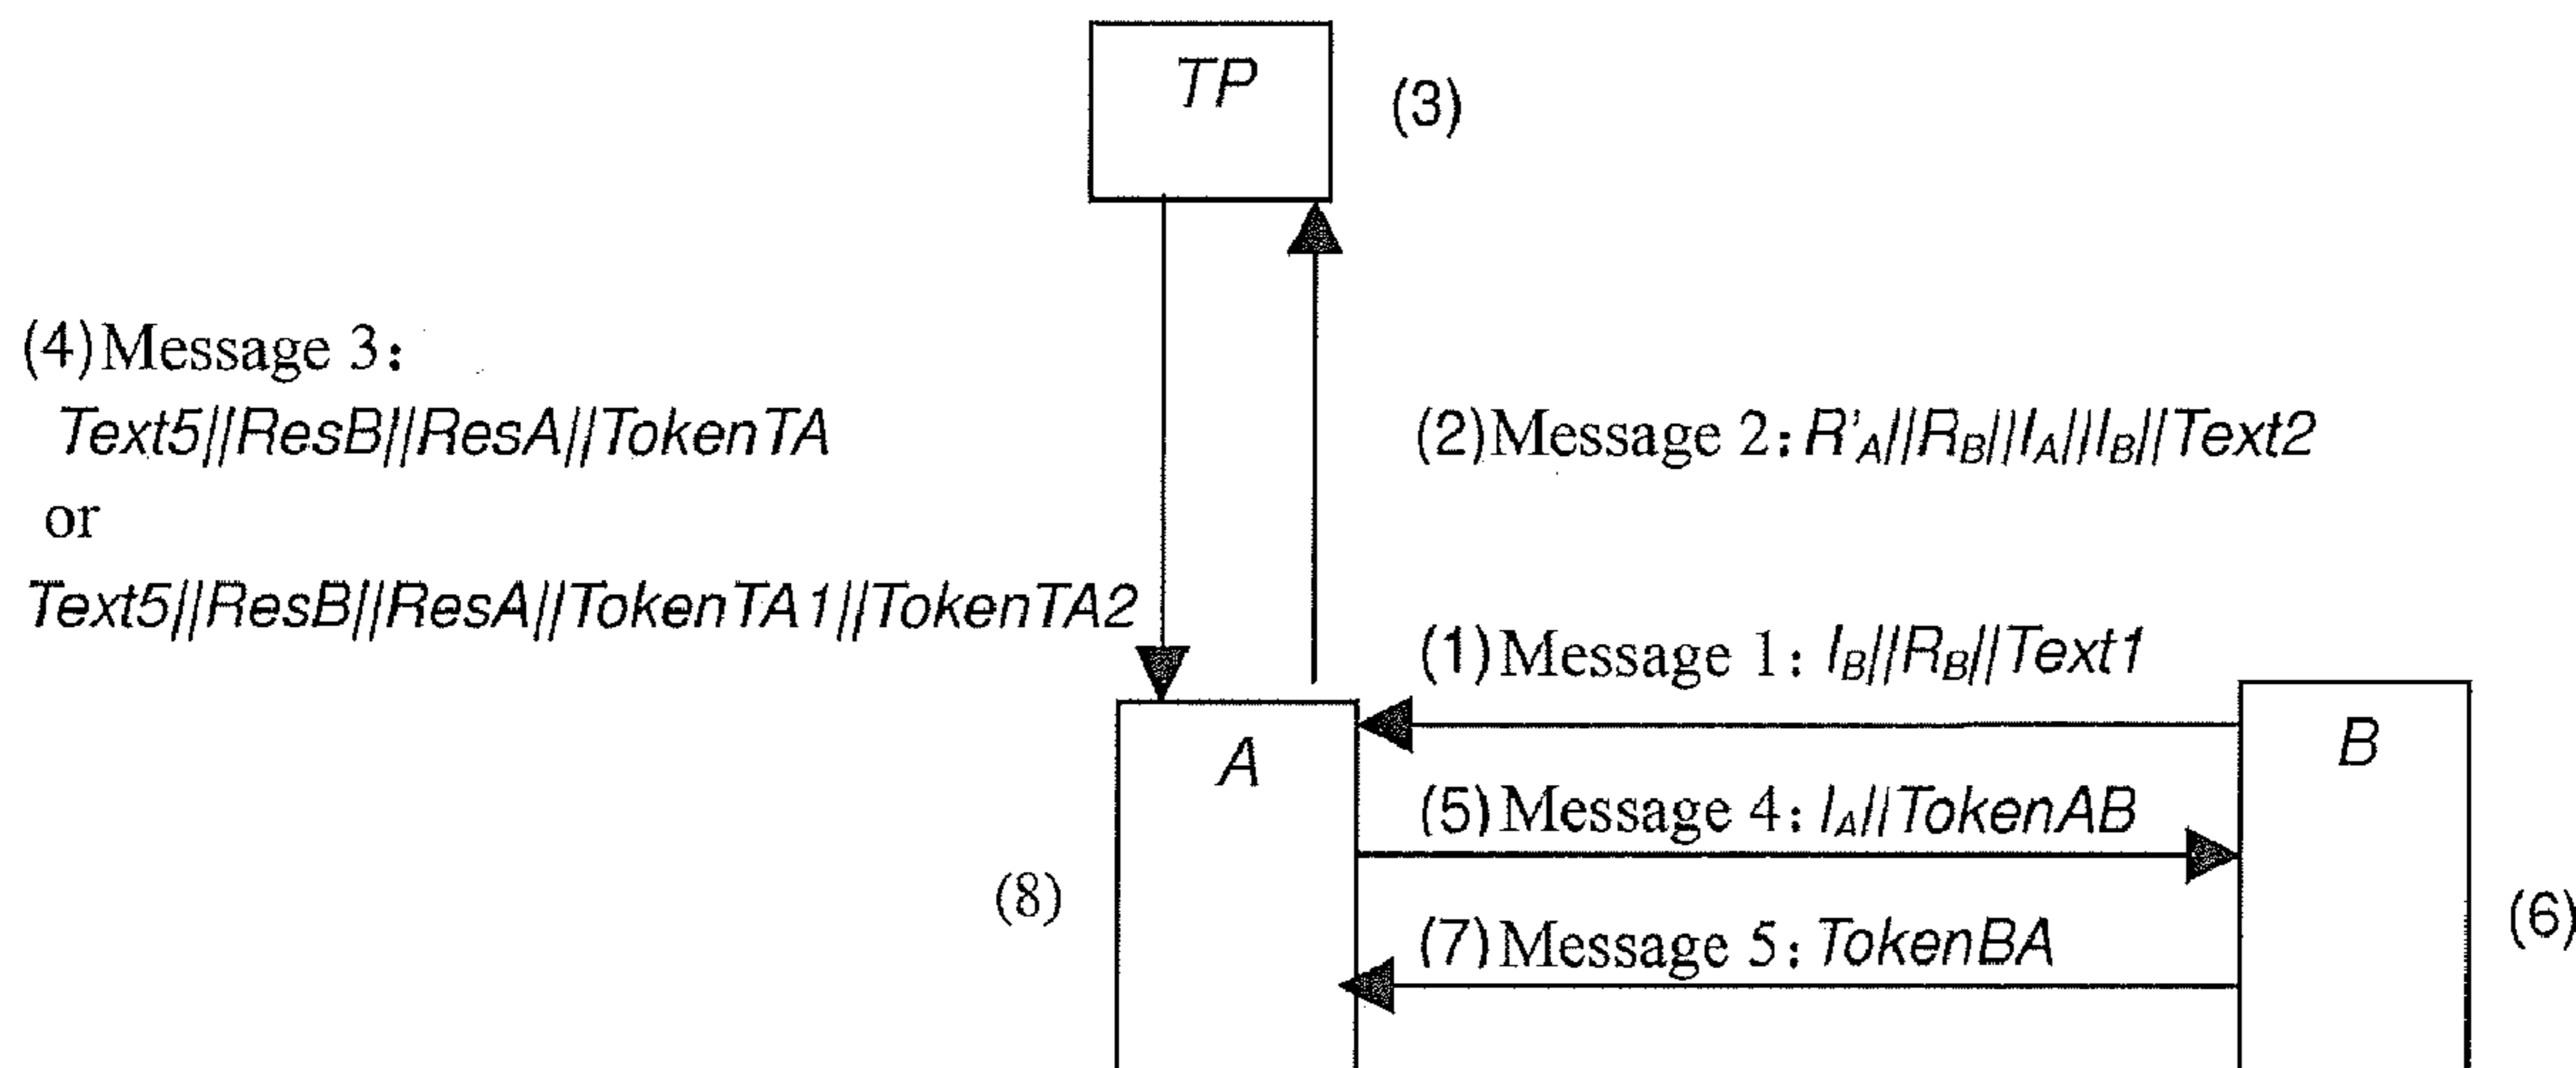 TP
(3)
(4)Message 3:
Text5||ResB||ResA||TokenTA
or
Text5||ResB||ResA||TokenTA1||TokenTA2
(2)Message 2: R'A||RB||IA||IB||Text2
(1)Message 1: IB||RB||Text1
A
B
(5)Message 4: IA||TokenAB
(8)
(6)
(7)Message 5: TokenBA